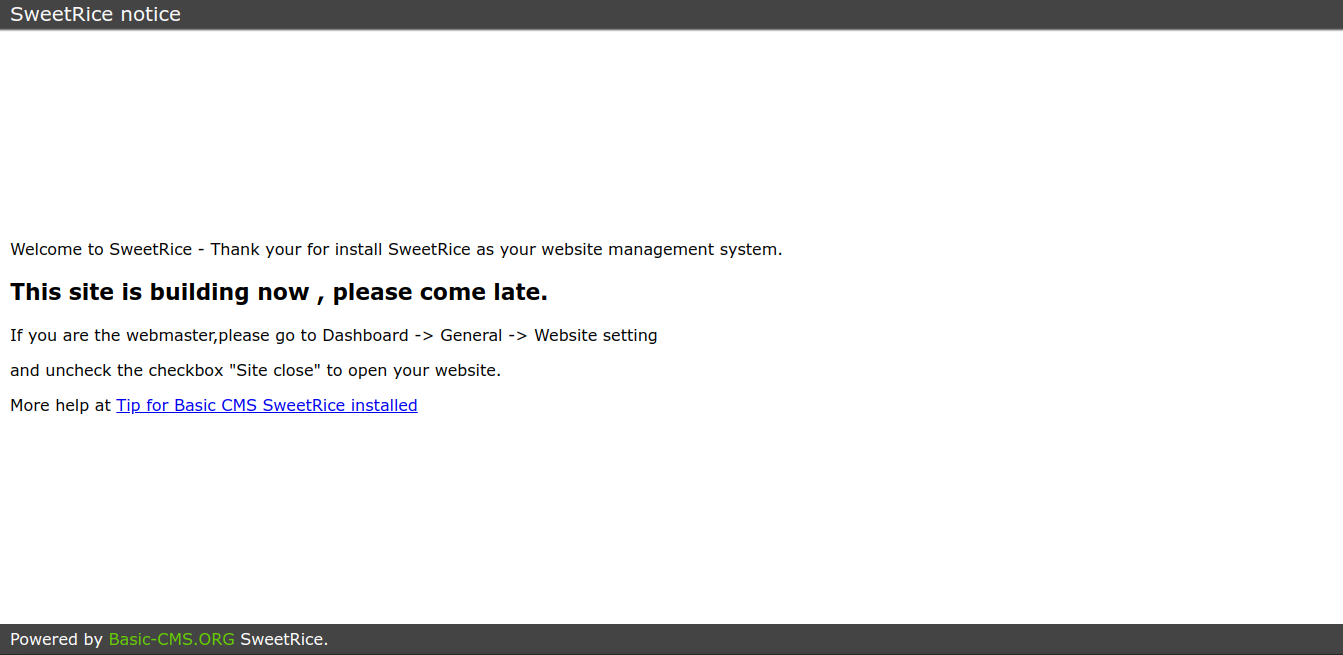 SweetRice notice
Welcome to SweetRice - Thank your for install SweetRice as your website management system.
This site is building now , please come late.
If you are the webmaster,please go to Dashboard -> General -> Website setting
and uncheck the checkbox "Site close" to open your website.
More help at Tip for Basic CMS SweetRice installed
Powered by Basic-CMS.ORG SweetRice.